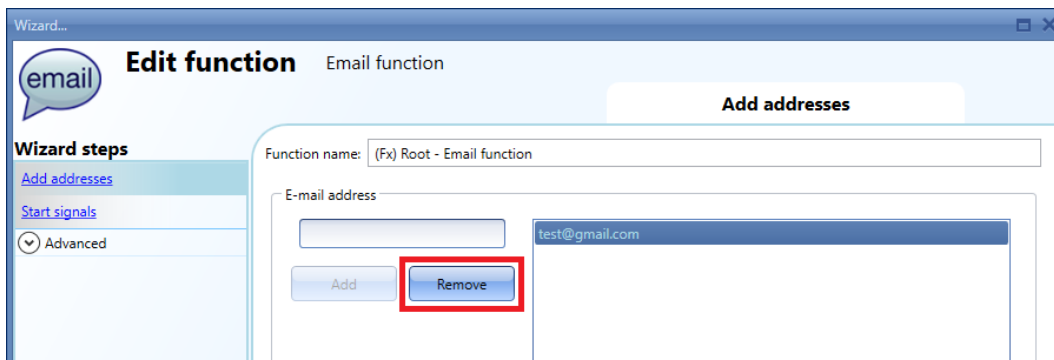 Wizard...
email
Edit function Email function
Add addresses
Wizard steps
Add addresses
Start signals
Advanced
Function name: (Fx) Root - Email function
E-mail address
test@gmail.com
Add Remove